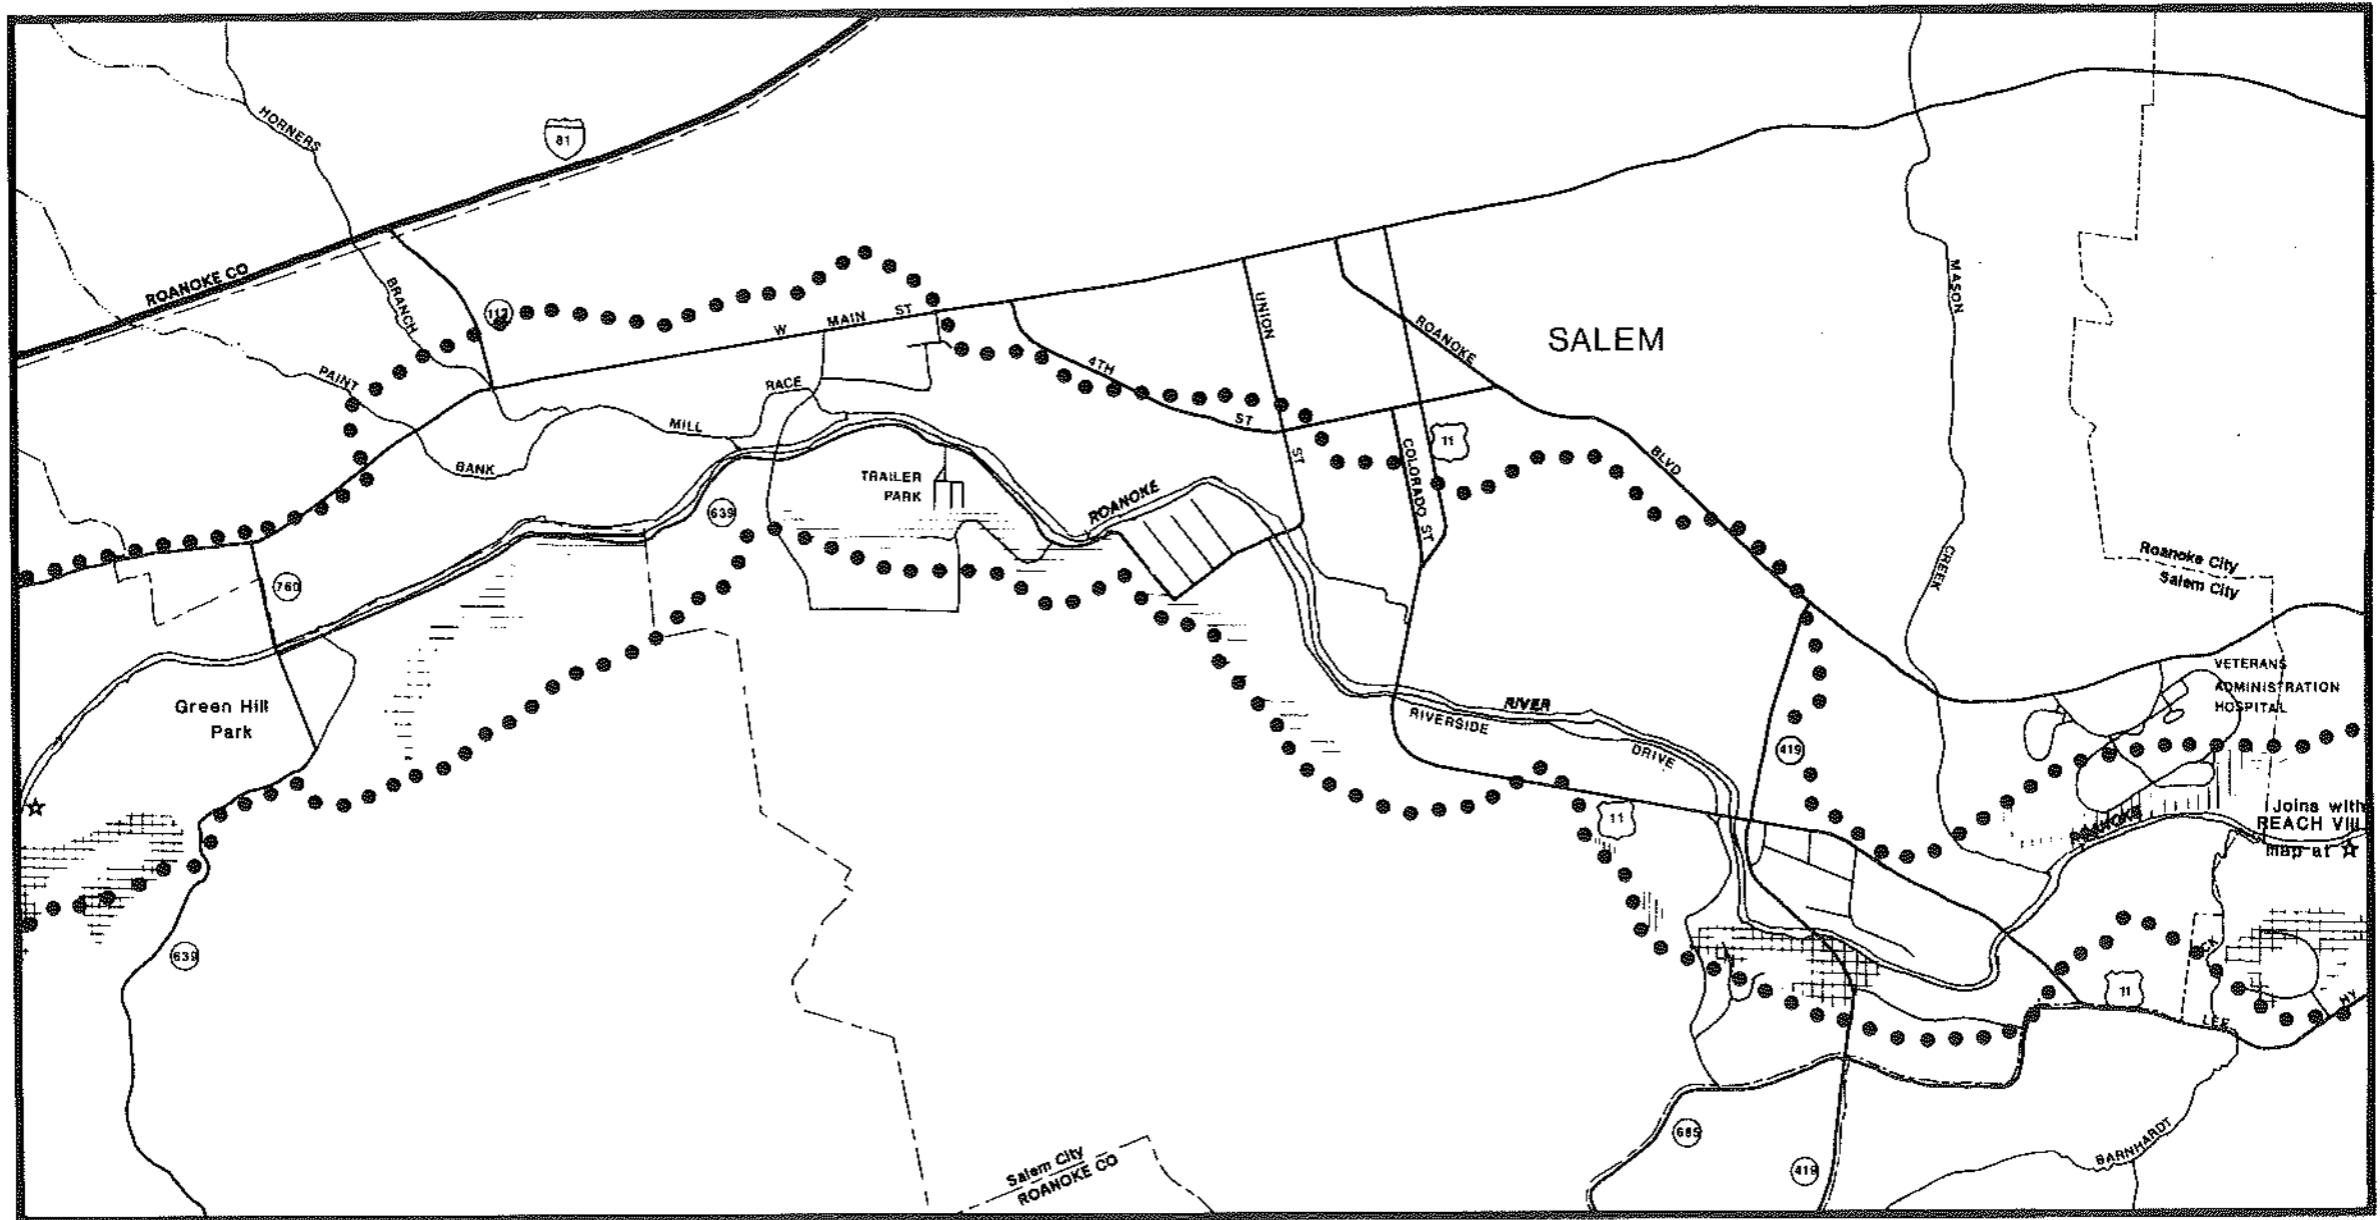 HORNERS
81
ROANOKE CO
BRANCH
112
W MAIN ST
UNION
ROANOKE
SALEM
MASON
PAINT
RACE
4TH
MILL
ST
ST
11
BANK
COLORADO ST
BLVD
TRAILER
PARK
639
ROANOKE
CREEK
Roanoke City
Salem City
760
VETERANS
ADMINISTRATION
HOSPITAL
Green Hill
Park
RIVER
RIVERSIDE
DRIVE
419
11
ROANOKE
Joins with
REACH VIII
map at ☆
639
CK
11
LEE
HY
685
419
BARNHARDT
Salem City
ROANOKE CO